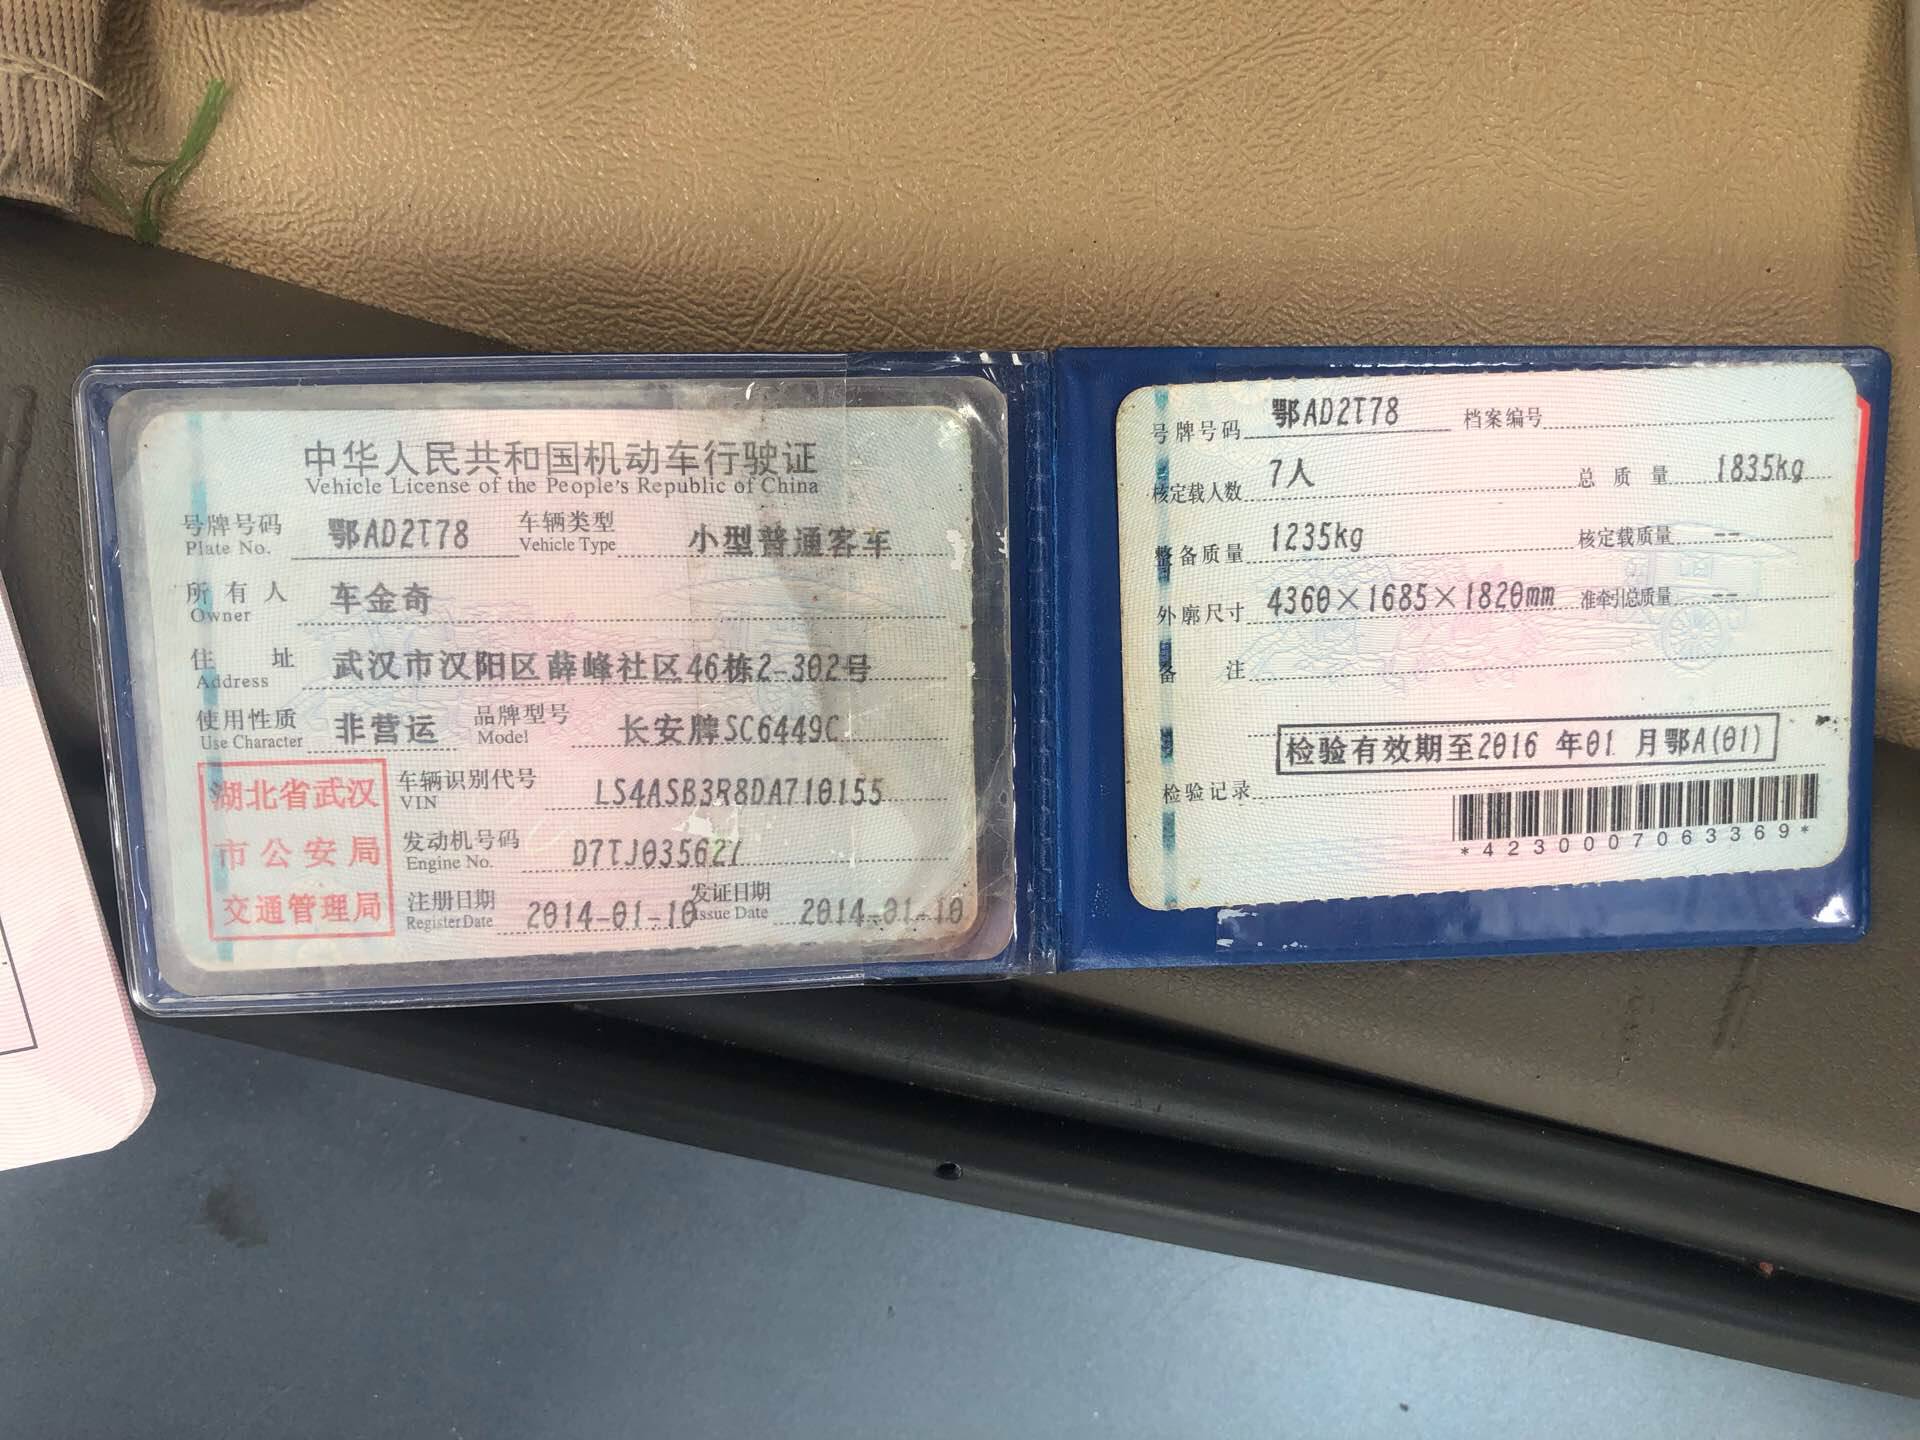 中华人民共和国机动车行驶证
Vehicle License of the People's Republic of China
号牌号码 Plate No. 鄂AD2T78 车辆类型 Vehicle Type 小型普通客车
所有人 Owner 车金奇
住址 Address 武汉市汉阳区薛峰社区46栋2-302号
使用性质 Use Character 非营运 品牌型号 Model 长安牌SC6449C
湖北省武汉
市公安局
交通管理局
车辆识别代号 VIN LS4ASB3R8DA710155
发动机号码 Engine No. D7TJ035627
注册日期 Register Date 2014-01-10 发证日期 Issue Date 2014-01-10
号牌号码 鄂AD2T78 档案编号
核定载人数 7人 总质量 1835kg
整备质量 1235kg 核定载质量 --
外廓尺寸 4360×1685×1820mm 准牵引总质量 --
备注
检验有效期至2016 年01 月鄂A(01)
检验记录
*4230007063369*